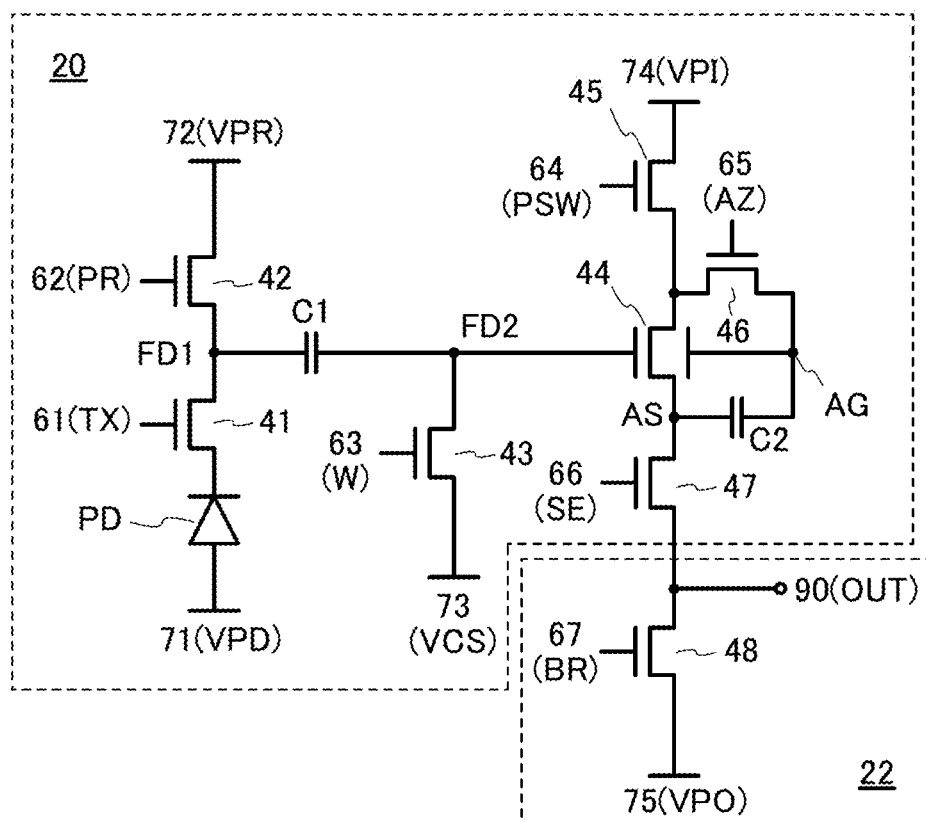 20
74(VPI)
45
72(VPR)
64
(PSW)
65
(AZ)
62(PR)
42
44
C1
46
FD1
FD2
AG
61(TX)
41
AS
C2
63
(W)
43
66
(SE)
47
PD
90(OUT)
71(VPD)
73
(VCS)
67
(BR)
48
75(VPO)
22